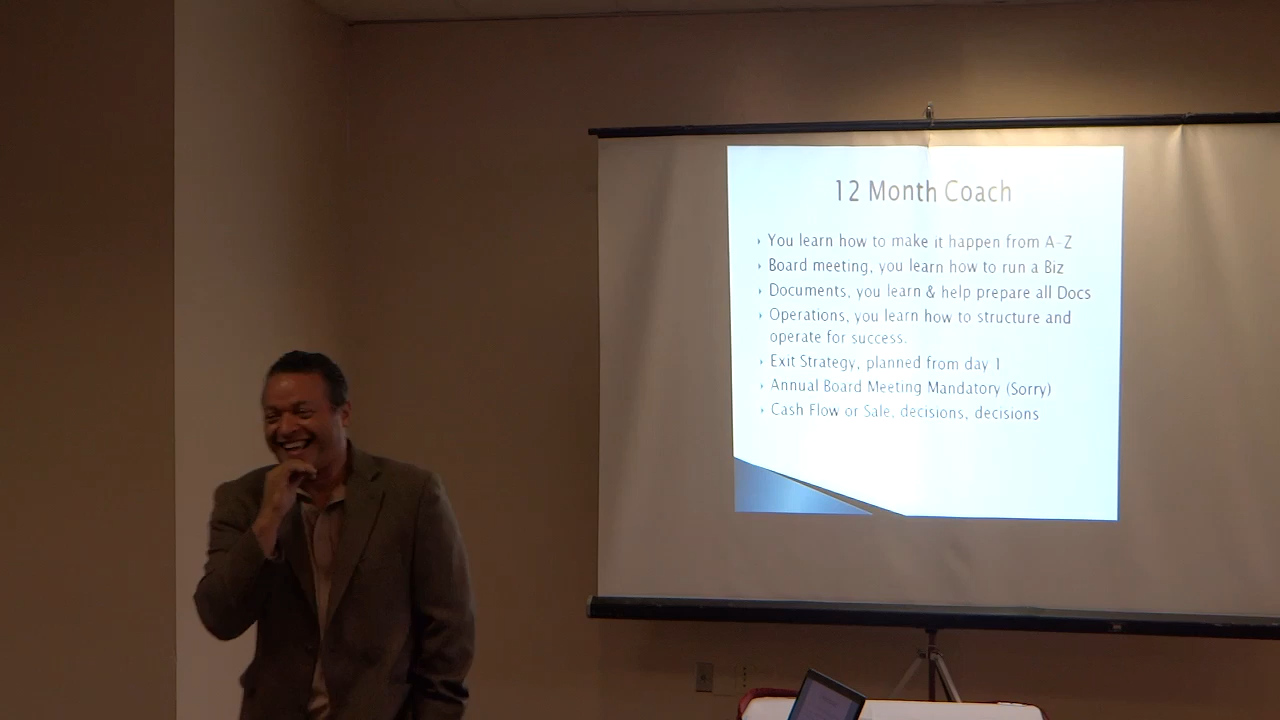 12 Month Coach
You learn how to make it happen from A-Z
Board meeting, you learn how to run a Biz
Documents, you learn & help prepare all Docs
Operations, you learn how to structure and
operate for success.
Exit Strategy, planned from day 1
Annual Board Meeting Mandatory (Sorry)
Cash Flow or Sale, decisions, decisions